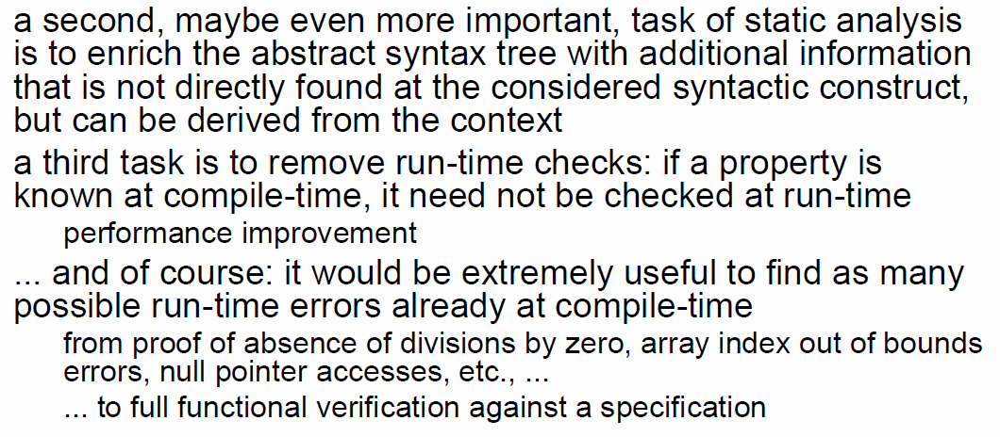 a second, maybe even more important, task of static analysis
is to enrich the abstract syntax tree with additional information
that is not directly found at the considered syntactic construct,
but can be derived from the context
a third task is to remove run-time checks: if a property is
known at compile-time, it need not be checked at run-time
performance improvement
... and of course: it would be extremely useful to find as many
possible run-time errors already at compile-time
from proof of absence of divisions by zero, array index out of bounds
errors, null pointer accesses, etc., ...
... to full functional verification against a specification